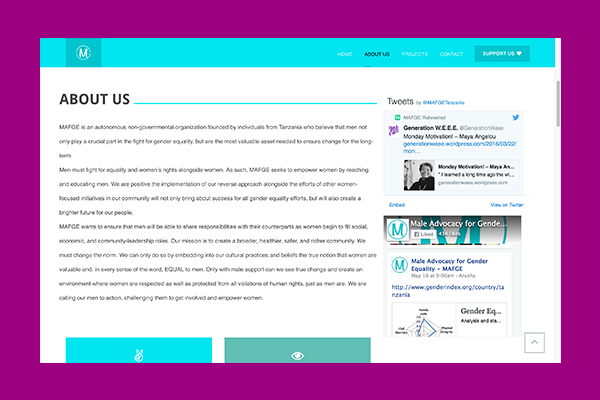 M
HOME
ABOUT US
PROJECTS
CONTACT
SUPPORT US
ABOUT US
MAFGE is an autonomous non-governmental organization founded by individuals from Tanzania who believe that men not
only play a crucial part in the fight for gender equality, but are the most valuable asset needed to ensure change for the long-
term.
Men must fight for equality and women's rights alongside women. As such, MAFGE seeks to empower women by reaching
and educating men. We are positive the implementation of our reverse approach alongside the efforts of other women-
focused initiatives in our community will not only bring about success for all gender equality efforts, but will also create a
brighter future for our people.
MAFGE wants to ensure that men will be able to share responsibilities with their counterparts as women begin to fill social,
economic, and community-leadership roles. Our mission is to create a broader, healthier, safer, and richer community. We
must change the norm. We can only do so by embedding into our cultural practices and beliefs the true notion that women are
valuable and, in every sense of the word, EQUAL to men. Only with male support can we see true change and create an
environment where women are respected as well as protected from all violations of human rights, just as men are. We are
calling our men to action, challenging them to get involved and empower women.
Tweets by @MAFGETanzania
MAFGE Retweeted
Generation W.E.E.E. @GenerationWeee
Monday Motivation! – Maya Angelou
generationweee.wordpress.com/2016/03/22/
mon…
Monday Motivation! – Maya An...
" I learned a long time ago the wi...
generationweee.wordpress.com
Embed
View on Twitter
Male Advocacy for Gende...
Liked
likes
Male Advocacy for Gender
Equality - MAFGE
May 18 at 9:00am · Arusha
http://www.genderindex.org/country/ta
nzania
Gender Eq...
Analysis and sta...